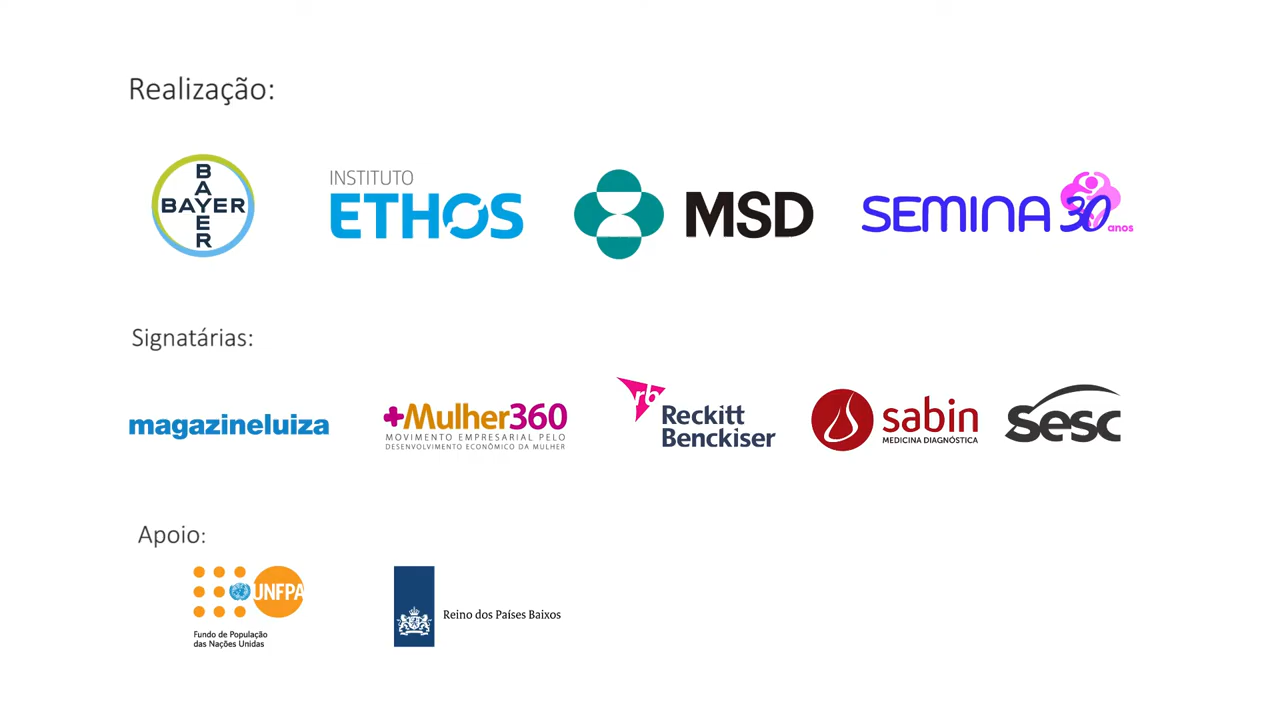 Realização:
BAYER
BAYER
INSTITUTO
ETHOS
MSD
SEMINA 30 anos
Signatárias:
magazineluiza
+Mulher360
MOVIMENTO EMPRESARIAL PELO
DESENVOLVIMENTO ECONÔMICO DA MULHER
rb
Reckitt
Benckiser
sabin
MEDICINA DIAGNÓSTICA
Sesc
Apoio:
UNFPA
Fundo de População
das Nações Unidas
Reino dos Países Baixos